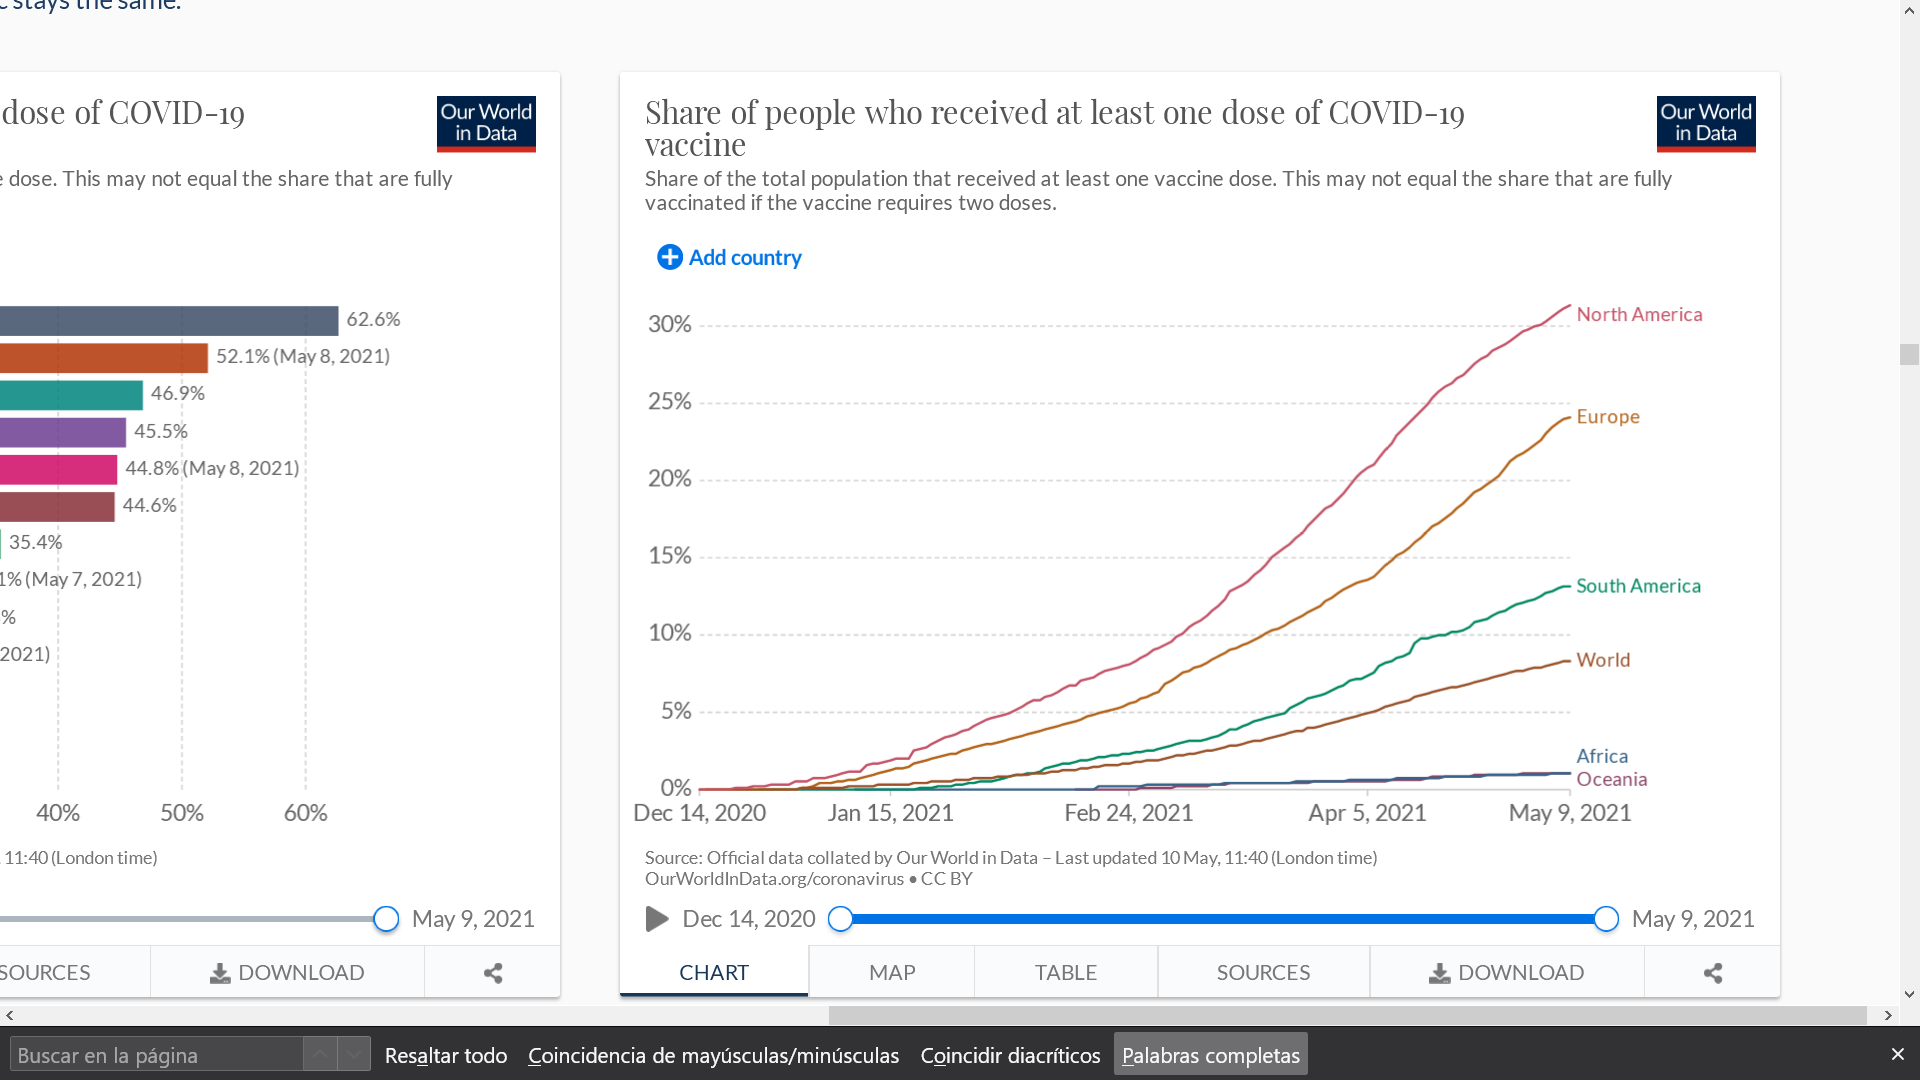 c stays the same.
dose of COVID-19
Our World
in Data
e dose. This may not equal the share that are fully
62.6%
52.1% (May 8, 2021)
46.9%
45.5%
44.8% (May 8, 2021)
44.6%
35.4%
1% (May 7, 2021)
%
2021)
40% 50% 60%
, 11:40 (London time)
May 9, 2021
SOURCES DOWNLOAD
Share of people who received at least one dose of COVID-19
vaccine
Our World
in Data
Share of the total population that received at least one vaccine dose. This may not equal the share that are fully
vaccinated if the vaccine requires two doses.
Add country
30%
25%
20%
15%
10%
5%
0%
North America
Europe
South America
World
Africa
Oceania
Dec 14, 2020 Jan 15, 2021 Feb 24, 2021 Apr 5, 2021 May 9, 2021
Source: Official data collated by Our World in Data – Last updated 10 May, 11:40 (London time)
OurWorldInData.org/coronavirus • CC BY
Dec 14, 2020 May 9, 2021
CHART MAP TABLE SOURCES DOWNLOAD
Buscar en la página Resaltar todo Coincidencia de mayúsculas/minúsculas Coincidir diacríticos Palabras completas